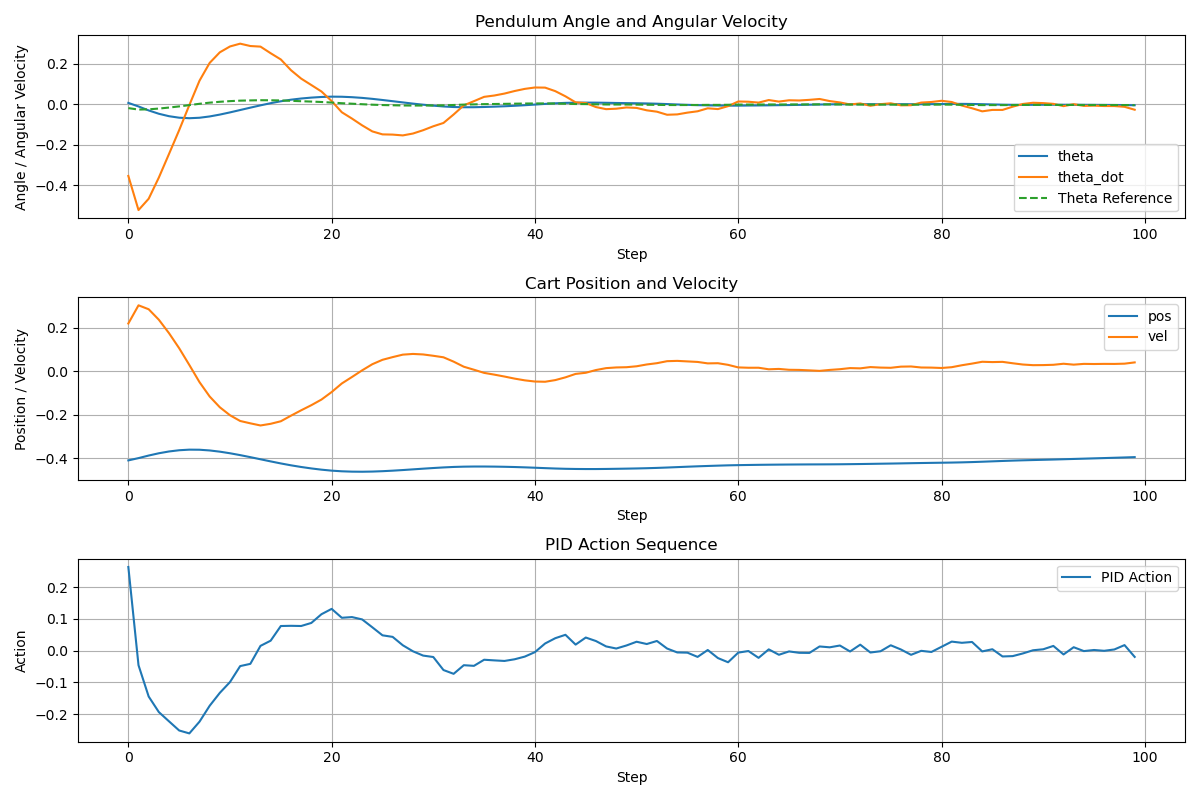 Pendulum Angle and Angular Velocity
Angle / Angular Velocity
0.2
0.0
−0.2
−0.4
theta
theta_dot
Theta Reference
0 20 40 60 80 100
Step
Cart Position and Velocity
Position / Velocity
0.2
0.0
−0.2
−0.4
pos
vel
0 20 40 60 80 100
Step
PID Action Sequence
Action
0.2
0.1
0.0
−0.1
−0.2
PID Action
0 20 40 60 80 100
Step